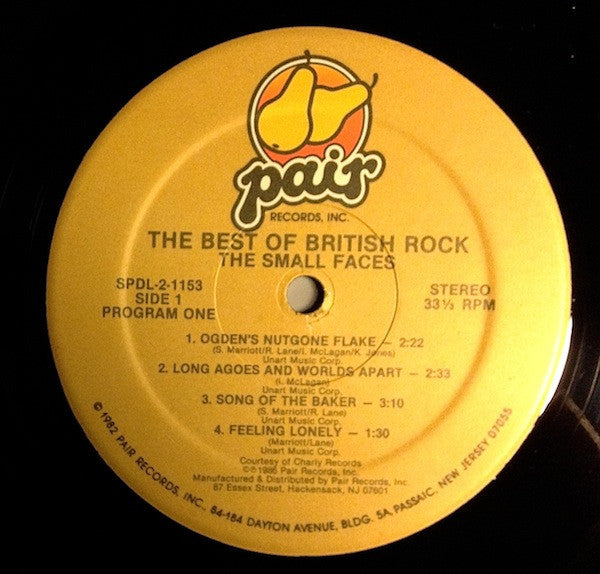 pair
RECORDS, INC.
THE BEST OF BRITISH ROCK
THE SMALL FACES
SPDL-2-1153
SIDE 1
PROGRAM ONE
STEREO
33⅓ RPM
1. OGDEN'S NUTGONE FLAKE – 2:22
(S. Marriott/R. Lane/I. McLagan/K. Jones)
Unart Music Corp.
2. LONG AGOES AND WORLDS APART – 2:33
(I. McLagan)
Unart Music Corp.
3. SONG OF THE BAKER – 3:10
(S. Marriott/R. Lane)
Unart Music Corp.
4. FEELING LONELY – 1:30
(Marriott/Lane)
Unart Music Corp.
Courtesy of Charly Records
©℗1986 Pair Records, Inc.
Manufactured & Distributed by Pair Records, Inc.
87 Essex Street, Hackensack, NJ 07601
© 1982 PAIR RECORDS, INC., 84-184 DAYTON AVENUE, BLDG. 5A, PASSAIC, NEW JERSEY 07055